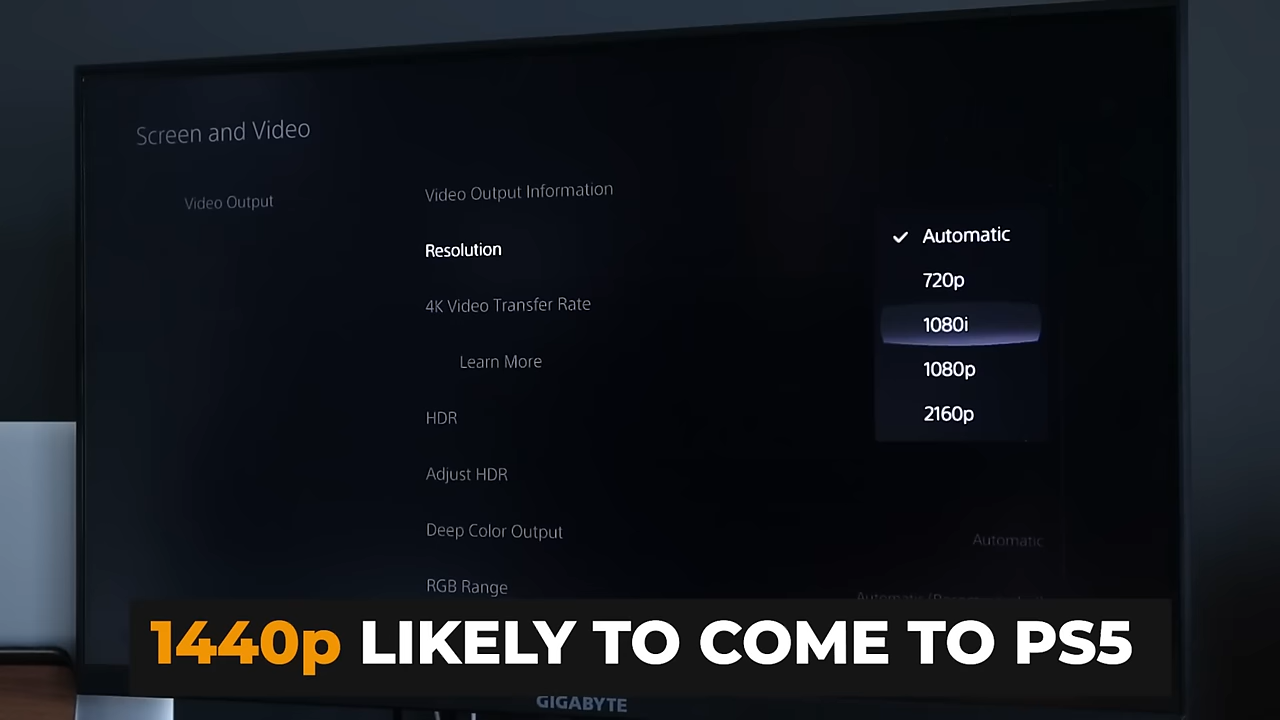 Screen and Video
Video Output
Video Output Information
Resolution
4K Video Transfer Rate
Learn More
HDR
Adjust HDR
Deep Color Output
RGB Range
Automatic
720p
1080i
1080p
2160p
Automatic
1440p LIKELY TO COME TO PS5
GIGABYTE